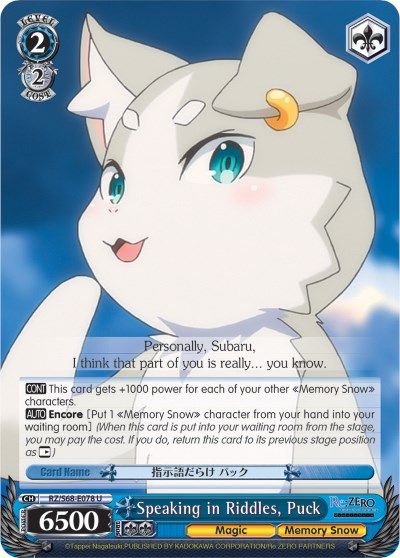 LEVEL
2
2
COST
Personally, Subaru,
I think that part of you is really... you know.
CONT This card gets +1000 power for each of your other «Memory Snow»
characters.
AUTO Encore [Put 1 «Memory Snow» character from your hand into your
waiting room] (When this card is put into your waiting room from the stage,
you may pay the cost. If you do, return this card to its previous stage position
as )
Card Name 指示語だらけ パック
CH RZ/S68-E078 U
POWER 6500
SIDE
Speaking in Riddles, Puck
Re:ZERO
Magic Memory Snow
©Tappei Nagatsuki,PUBLISHED BY KADOKAWA CORPORATION/Re:ZERO PARTNERS